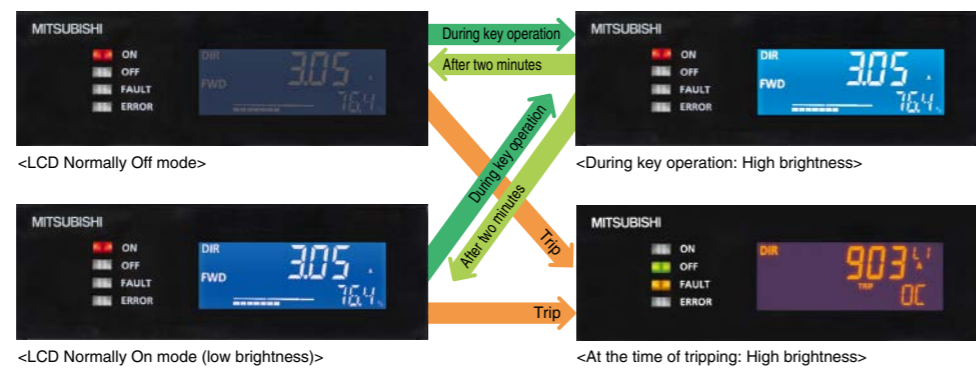 MITSUBISHI
ON
OFF
FAULT
ERROR
DIR
3.05 A
FWD
76.4 %
<LCD Normally Off mode>
During key operation
After two minutes
MITSUBISHI
ON
OFF
FAULT
ERROR
DIR
3.05 A
FWD
76.4 %
<During key operation: High brightness>
During key operation
After two minutes
Trip
Trip
MITSUBISHI
ON
OFF
FAULT
ERROR
DIR
3.05 A
FWD
76.4 %
<LCD Normally On mode (low brightness)>
MITSUBISHI
ON
OFF
FAULT
ERROR
DIR
903 L1
A
TRIP
OC
<At the time of tripping: High brightness>